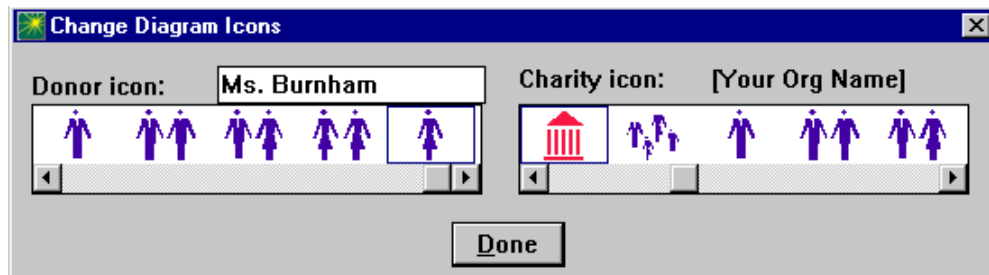 Change Diagram Icons
Donor icon: Ms. Burnham Charity icon: [Your Org Name]
Done